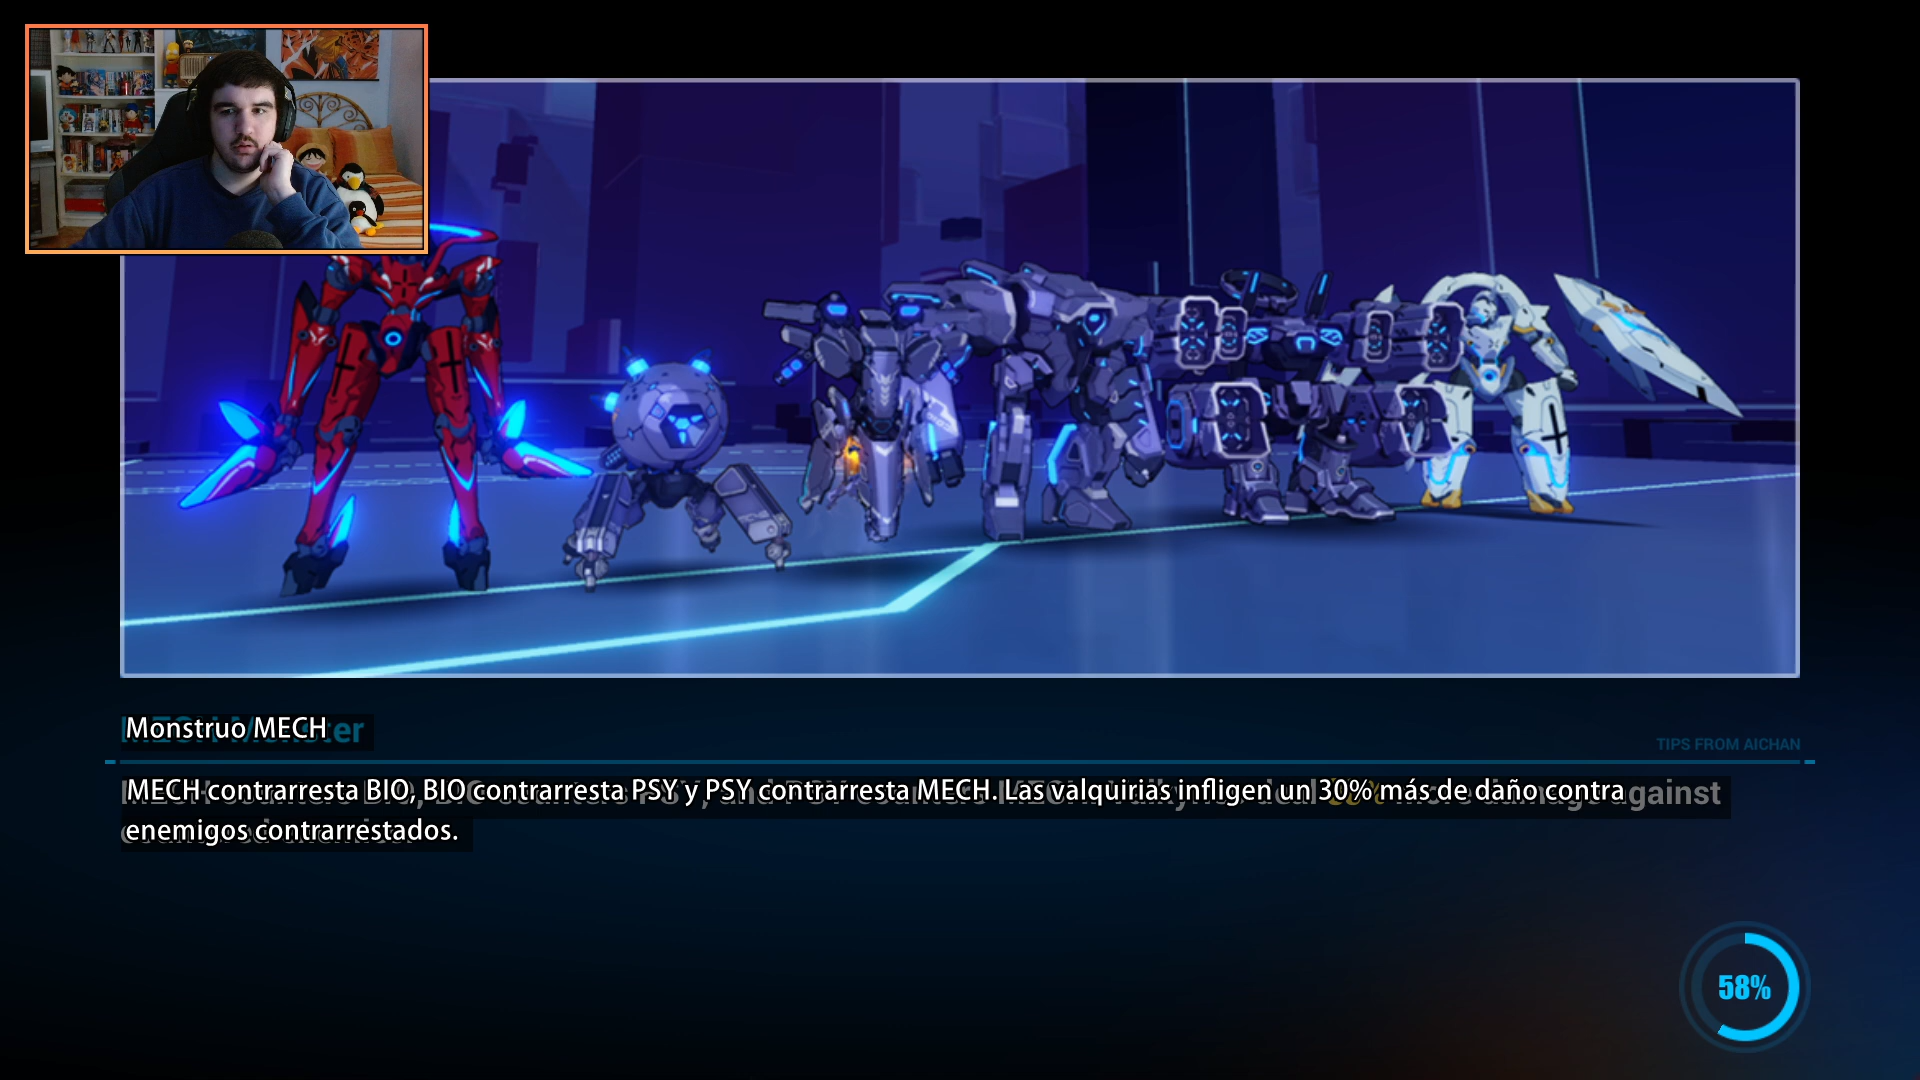 Monstruo MECH
TIPS FROM AICHAN
MECH contrarresta BIO, BIO contrarresta PSY y PSY contrarresta MECH. Las valquirias infligen un 30% más de daño contra
against
enemigos contrarrestados.
58%